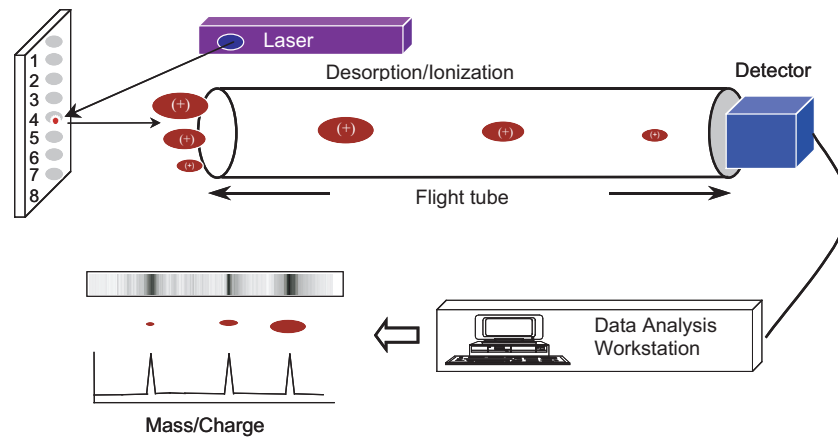 Laser
1
2
3
4
5
6
7
8
Desorption/Ionization
Detector
(+)
(+)
(+)
(+)
(+)
(+)
Flight tube
Data Analysis
Workstation
Mass/Charge